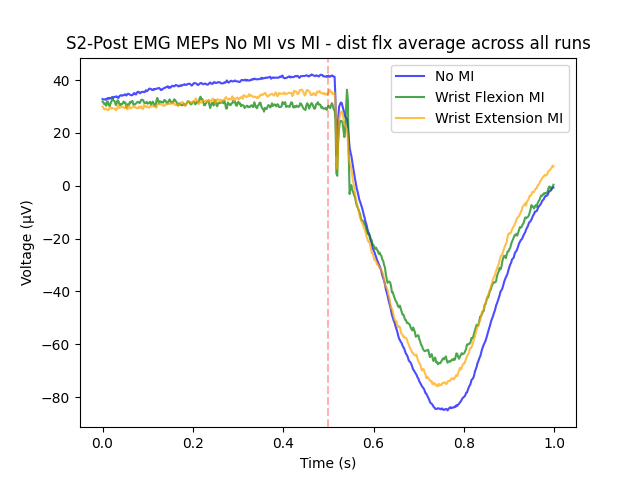 S2-Post EMG MEPs No MI vs MI - dist flx average across all runs
No MI
Wrist Flexion MI
Wrist Extension MI
40
20
0
−20
−40
−60
−80
Voltage (μV)
0.0 0.2 0.4 0.6 0.8 1.0
Time (s)